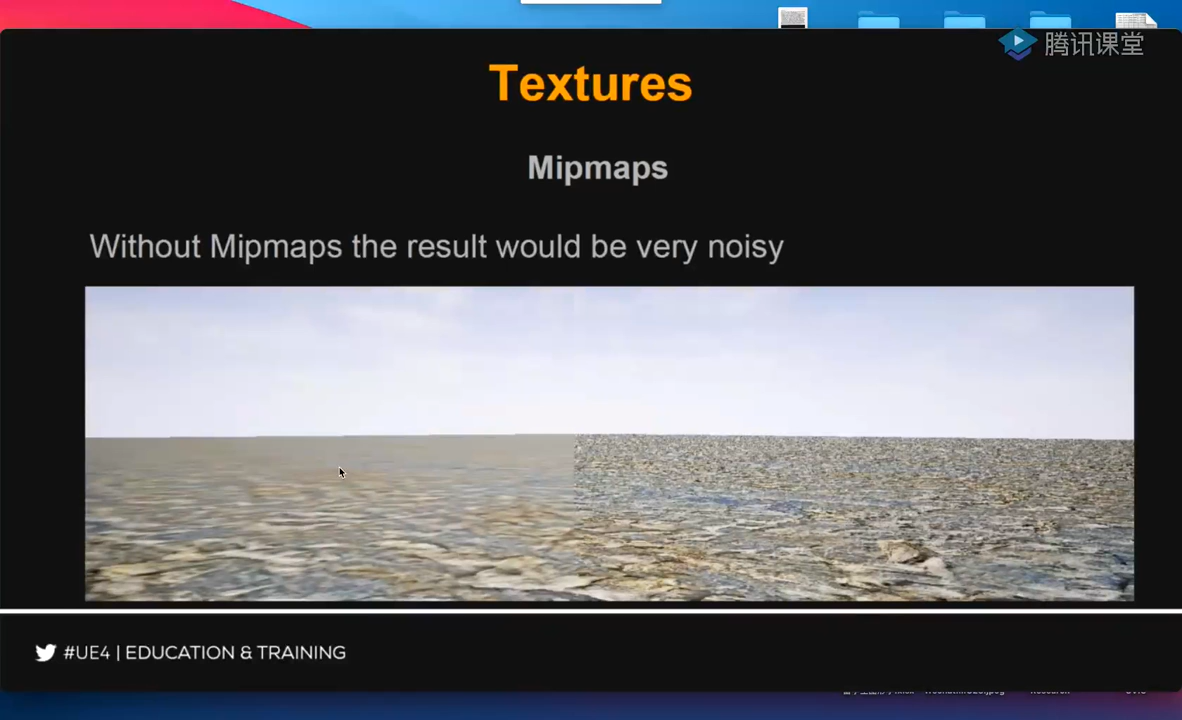 腾讯课堂
Textures
Mipmaps
Without Mipmaps the result would be very noisy
#UE4 | EDUCATION & TRAINING